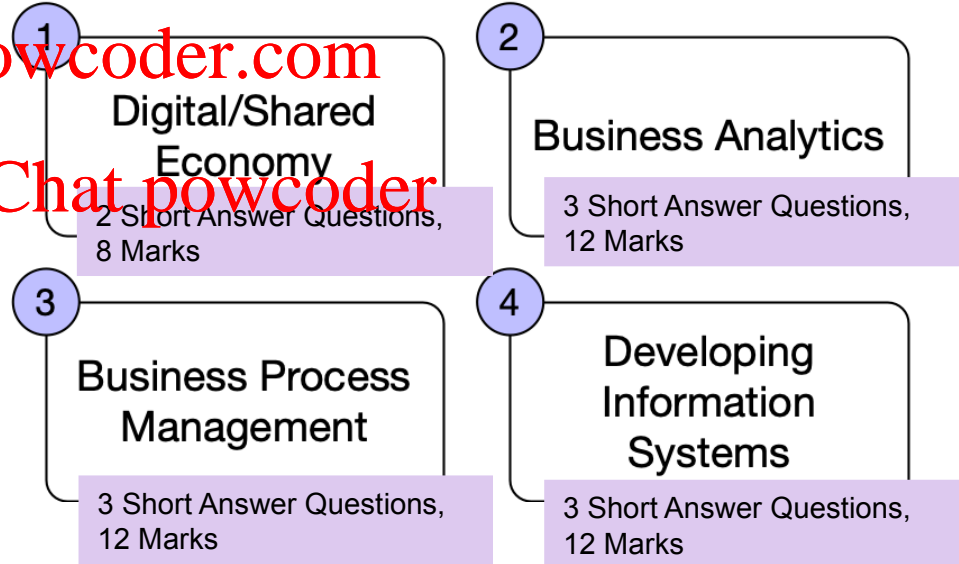 1
owcoder.com
Digital/Shared
Economy
Chat powcoder
2 Short Answer Questions,
8 Marks
2
Business Analytics
3 Short Answer Questions,
12 Marks
3
Business Process
Management
3 Short Answer Questions,
12 Marks
4
Developing
Information
Systems
3 Short Answer Questions,
12 Marks